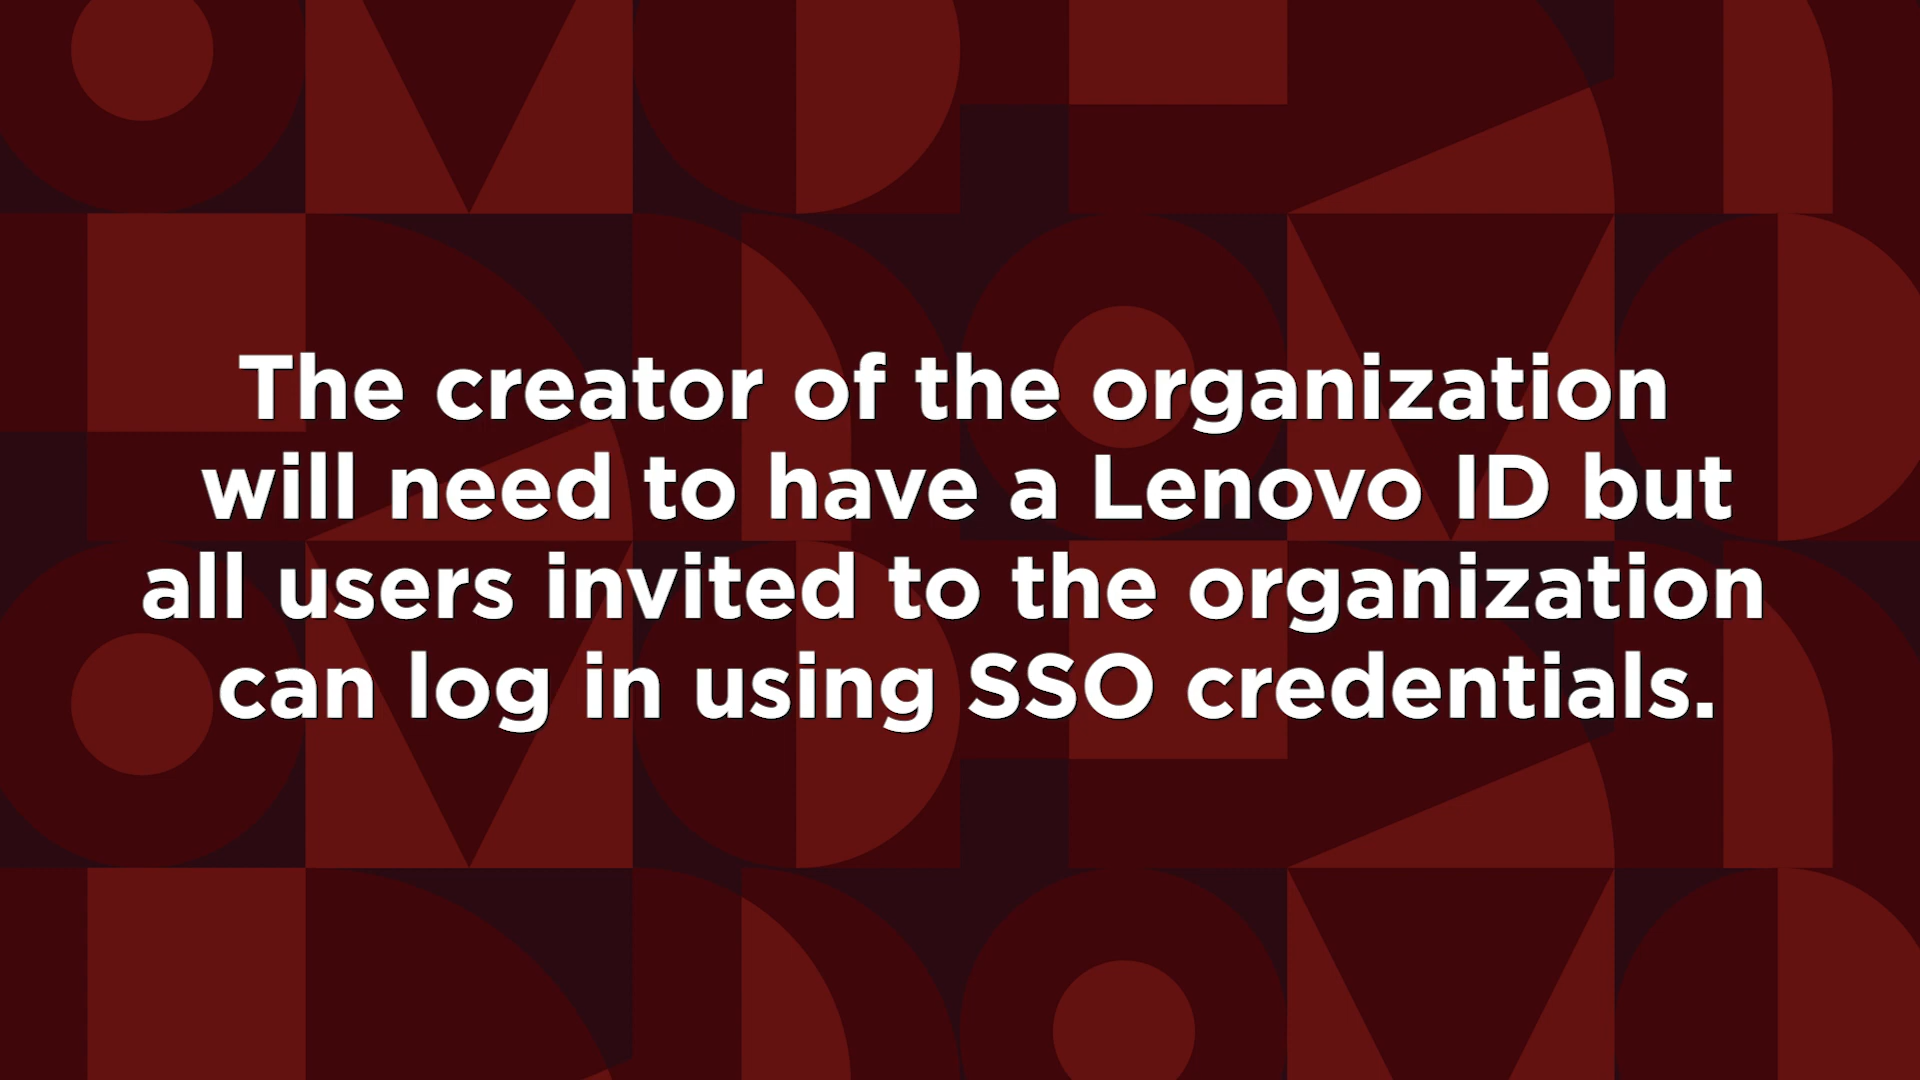 The creator of the organization
will need to have a Lenovo ID but
all users invited to the organization
can log in using SSO credentials.